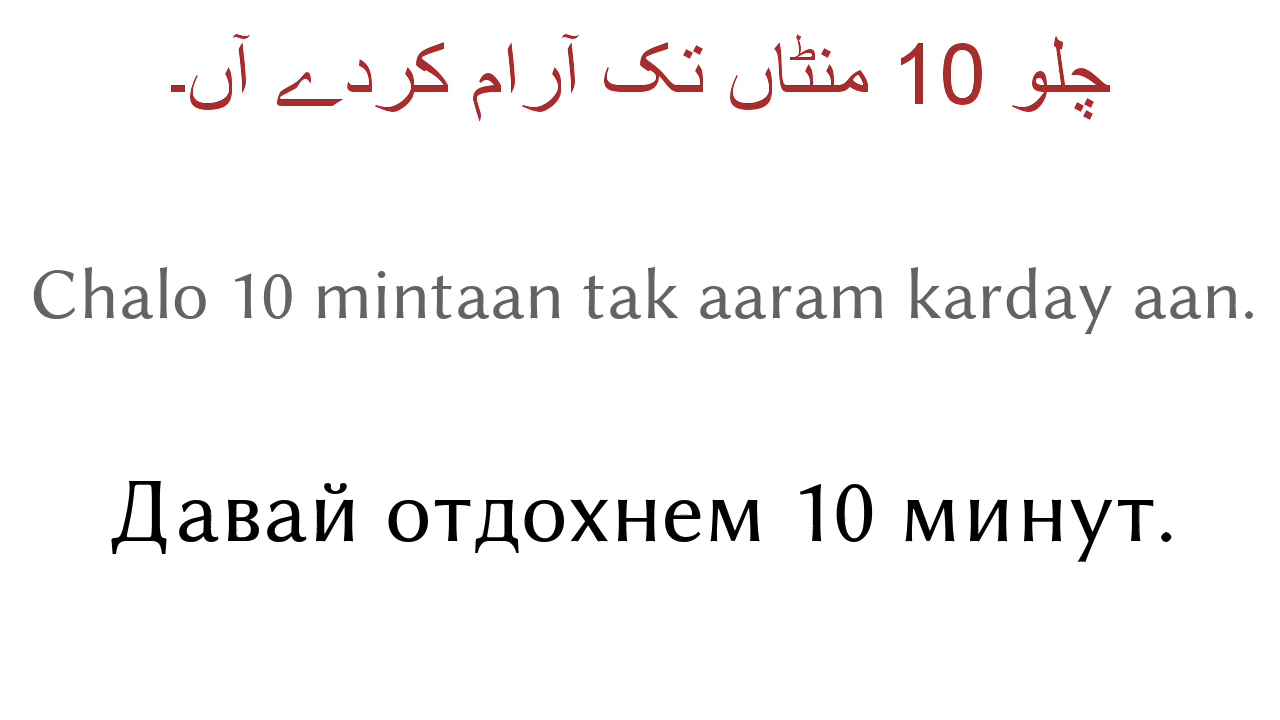 چلو 10 منٹاں تک آرام کردے آں۔
Chalo 10 mintaan tak aaram karday aan.
Давай отдохнем 10 минут.